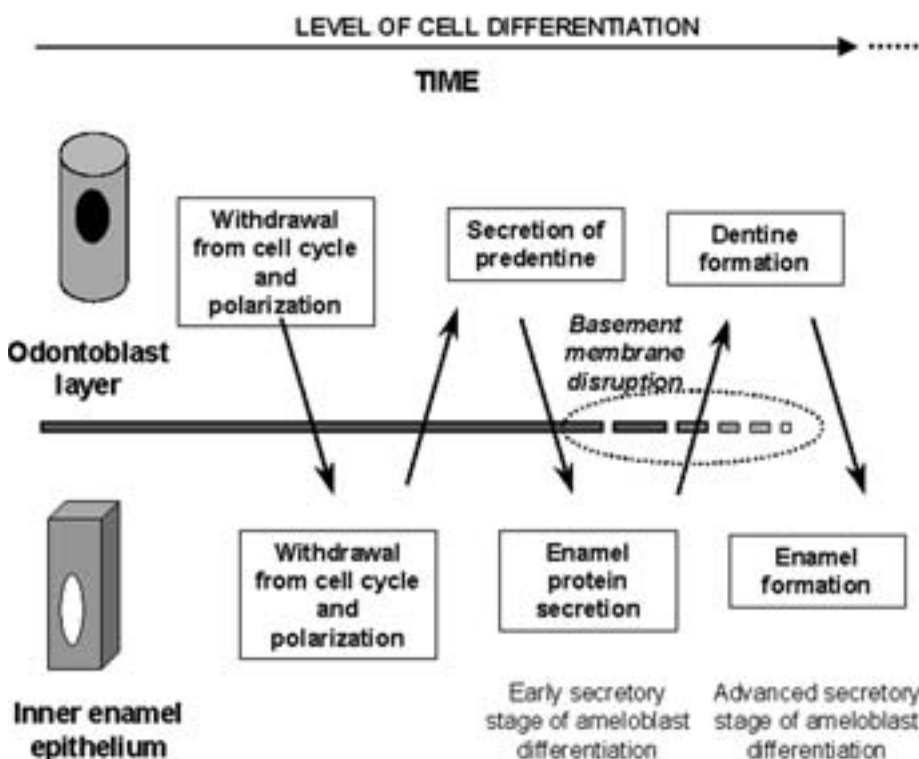 LEVEL OF CELL DIFFERENTIATION
TIME
Withdrawal
from cell cycle
and
polarization
Secretion of
predentine
Dentine
formation
Odontoblast
layer
Basement
membrane
disruption
Withdrawal
from cell cycle
and
polarization
Enamel
protein
secretion
Enamel
formation
Inner enamel
epithelium
Early secretory
stage of ameloblast
differentiation
Advanced secretory
stage of ameloblast
differentiation